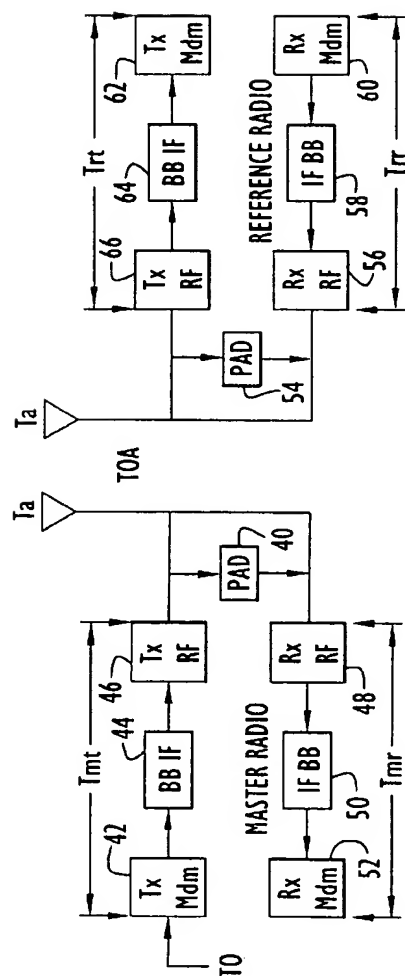 Tmt
42
Tx
Mdm
44
BB IF
46
Tx
RF
TO
MASTER RADIO
PAD
40
Rx
Mdm
52
IF BB
50
Rx
RF
48
Tmr
Ta
TOA
Ta
Trt
66
Tx
RF
64
BB IF
62
Tx
Mdm
PAD
54
REFERENCE RADIO
Rx
RF
56
IF BB
58
Rx
Mdm
60
Trr